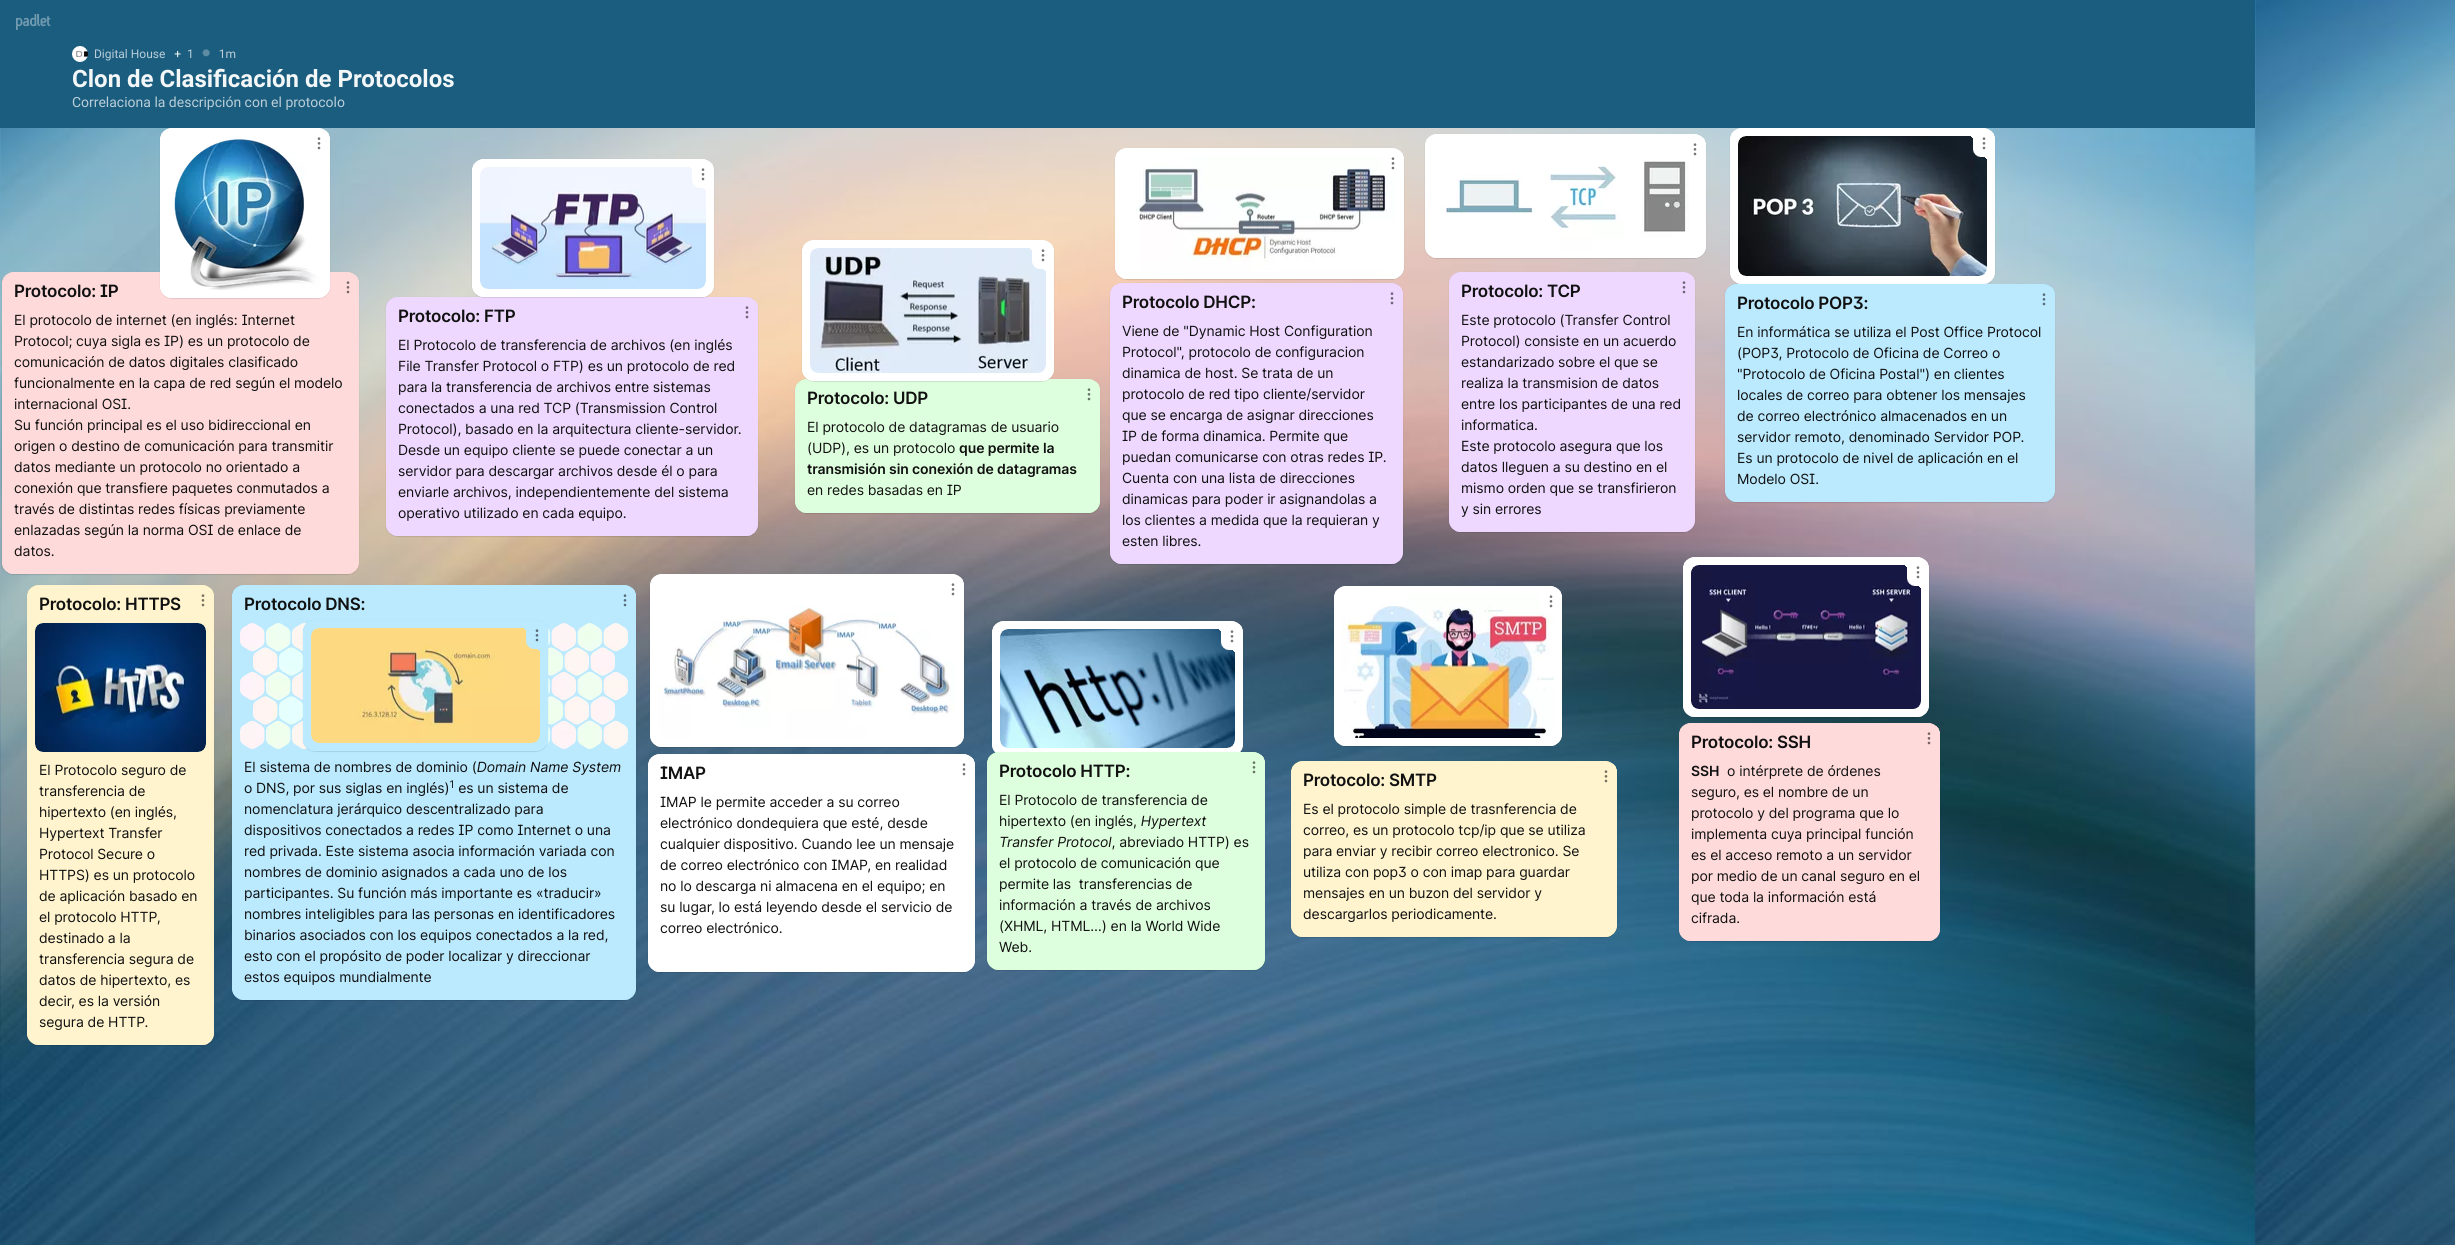 padlet
Digital House + 1 1m
Clon de Clasificación de Protocolos
Correlaciona la descripción con el protocolo
IP
Protocolo: IP
El protocolo de internet (en inglés: Internet
Protocol; cuya sigla es IP) es un protocolo de
comunicación de datos digitales clasificado
funcionalmente en la capa de red según el modelo
internacional OSI.
Su función principal es el uso bidireccional en
origen o destino de comunicación para transmitir
datos mediante un protocolo no orientado a
conexión que transfiere paquetes conmutados a
través de distintas redes físicas previamente
enlazadas según la norma OSI de enlace de
datos.
FTP
Protocolo: FTP
El Protocolo de transferencia de archivos (en inglés
File Transfer Protocol o FTP) es un protocolo de red
para la transferencia de archivos entre sistemas
conectados a una red TCP (Transmission Control
Protocol), basado en la arquitectura cliente-servidor.
Desde un equipo cliente se puede conectar a un
servidor para descargar archivos desde él o para
enviarle archivos, independientemente del sistema
operativo utilizado en cada equipo.
UDP
Request
Response
Response
Client
Server
Protocolo: UDP
El protocolo de datagramas de usuario
(UDP), es un protocolo que permite la
transmisión sin conexión de datagramas
en redes basadas en IP
DHCP Client
Router
DHCP Server
DHCP
Dynamic Host
Configuration Protocol
Protocolo DHCP:
Viene de "Dynamic Host Configuration
Protocol", protocolo de configuracion
dinamica de host. Se trata de un
protocolo de red tipo cliente/servidor
que se encarga de asignar direcciones
IP de forma dinamica. Permite que
puedan comunicarse con otras redes IP.
Cuenta con una lista de direcciones
dinamicas para poder ir asignandolas a
los clientes a medida que la requieran y
esten libres.
TCP
Protocolo: TCP
Este protocolo (Transfer Control
Protocol) consiste en un acuerdo
estandarizado sobre el que se
realiza la transmision de datos
entre los participantes de una red
informatica.
Este protocolo asegura que los
datos lleguen a su destino en el
mismo orden que se transfirieron
y sin errores
POP 3
Protocolo POP3:
En informática se utiliza el Post Office Protocol
(POP3, Protocolo de Oficina de Correo o
"Protocolo de Oficina Postal") en clientes
locales de correo para obtener los mensajes
de correo electrónico almacenados en un
servidor remoto, denominado Servidor POP.
Es un protocolo de nivel de aplicación en el
Modelo OSI.
Protocolo: HTTPS
HTTPS
El Protocolo seguro de
transferencia de
hipertexto (en inglés,
Hypertext Transfer
Protocol Secure o
HTTPS) es un protocolo
de aplicación basado en
el protocolo HTTP,
destinado a la
transferencia segura de
datos de hipertexto, es
decir, es la versión
segura de HTTP.
Protocolo DNS:
domain.com
216.3.128.12
El sistema de nombres de dominio (Domain Name System
o DNS, por sus siglas en inglés)1 es un sistema de
nomenclatura jerárquico descentralizado para
dispositivos conectados a redes IP como Internet o una
red privada. Este sistema asocia información variada con
nombres de dominio asignados a cada uno de los
participantes. Su función más importante es «traducir»
nombres inteligibles para las personas en identificadores
binarios asociados con los equipos conectados a la red,
esto con el propósito de poder localizar y direccionar
estos equipos mundialmente
IMAP
IMAP
IMAP
IMAP
Email Server
SmartPhone
Desktop PC
Tablet
Desktop PC
IMAP
IMAP le permite acceder a su correo
electrónico dondequiera que esté, desde
cualquier dispositivo. Cuando lee un mensaje
de correo electrónico con IMAP, en realidad
no lo descarga ni almacena en el equipo; en
su lugar, lo está leyendo desde el servicio de
correo electrónico.
http://ww
Protocolo HTTP:
El Protocolo de transferencia de
hipertexto (en inglés, Hypertext
Transfer Protocol, abreviado HTTP) es
el protocolo de comunicación que
permite las transferencias de
información a través de archivos
(XHML, HTML...) en la World Wide
Web.
SMTP
Protocolo: SMTP
Es el protocolo simple de trasnferencia de
correo, es un protocolo tcp/ip que se utiliza
para enviar y recibir correo electronico. Se
utiliza con pop3 o con imap para guardar
mensajes en un buzon del servidor y
descargarlos periodicamente.
SSH CLIENT
SSH SERVER
Hello !
Hello !
Protocolo: SSH
SSH o intérprete de órdenes
seguro, es el nombre de un
protocolo y del programa que lo
implementa cuya principal función
es el acceso remoto a un servidor
por medio de un canal seguro en el
que toda la información está
cifrada.